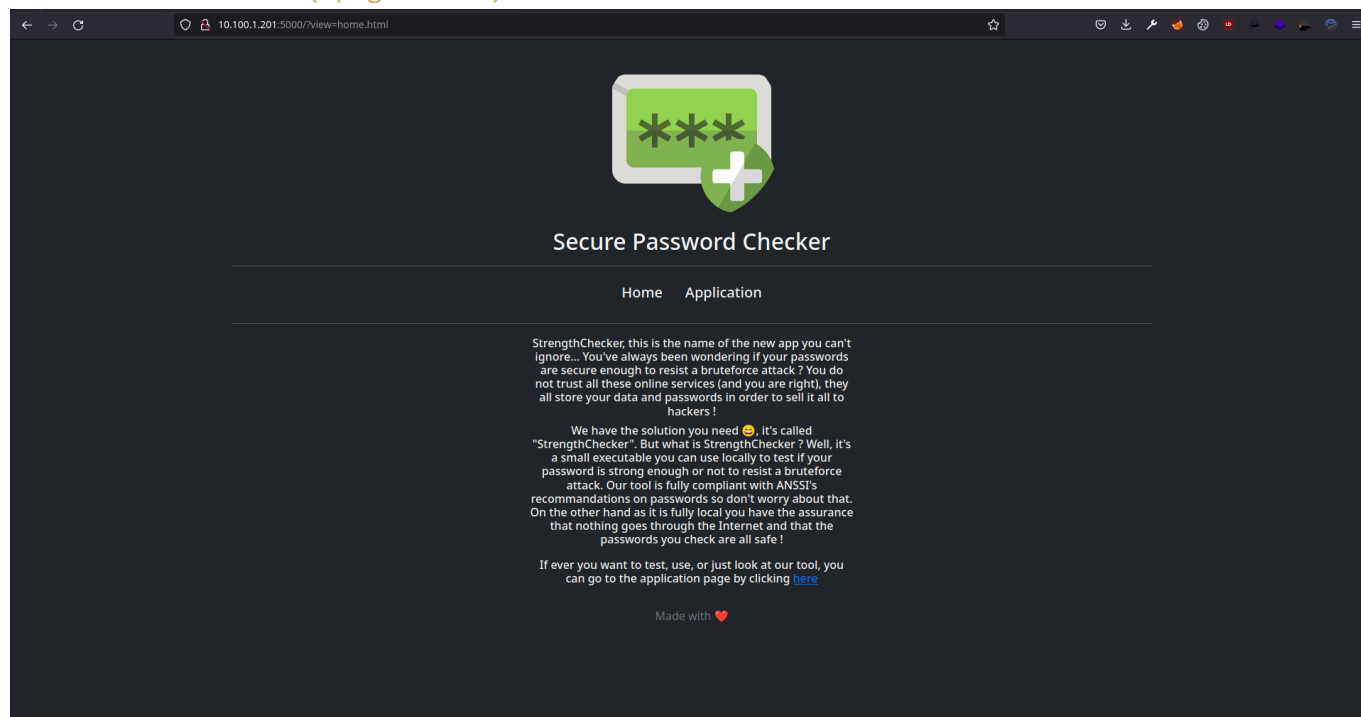 10.100.1.201:5000/?view=home.html
***
Secure Password Checker
Home Application
StrengthChecker, this is the name of the new app you can't
ignore... You've always been wondering if your passwords
are secure enough to resist a bruteforce attack ? You do
not trust all these online services (and you are right), they
all store your data and passwords in order to sell it all to
hackers !
We have the solution you need 😄, it's called
"StrengthChecker". But what is StrengthChecker ? Well, it's
a small executable you can use locally to test if your
password is strong enough or not to resist a bruteforce
attack. Our tool is fully compliant with ANSSI's
recommandations on passwords so don't worry about that.
On the other hand as it is fully local you have the assurance
that nothing goes through the Internet and that the
passwords you check are all safe !
If ever you want to test, use, or just look at our tool, you
can go to the application page by clicking here
Made with ❤️